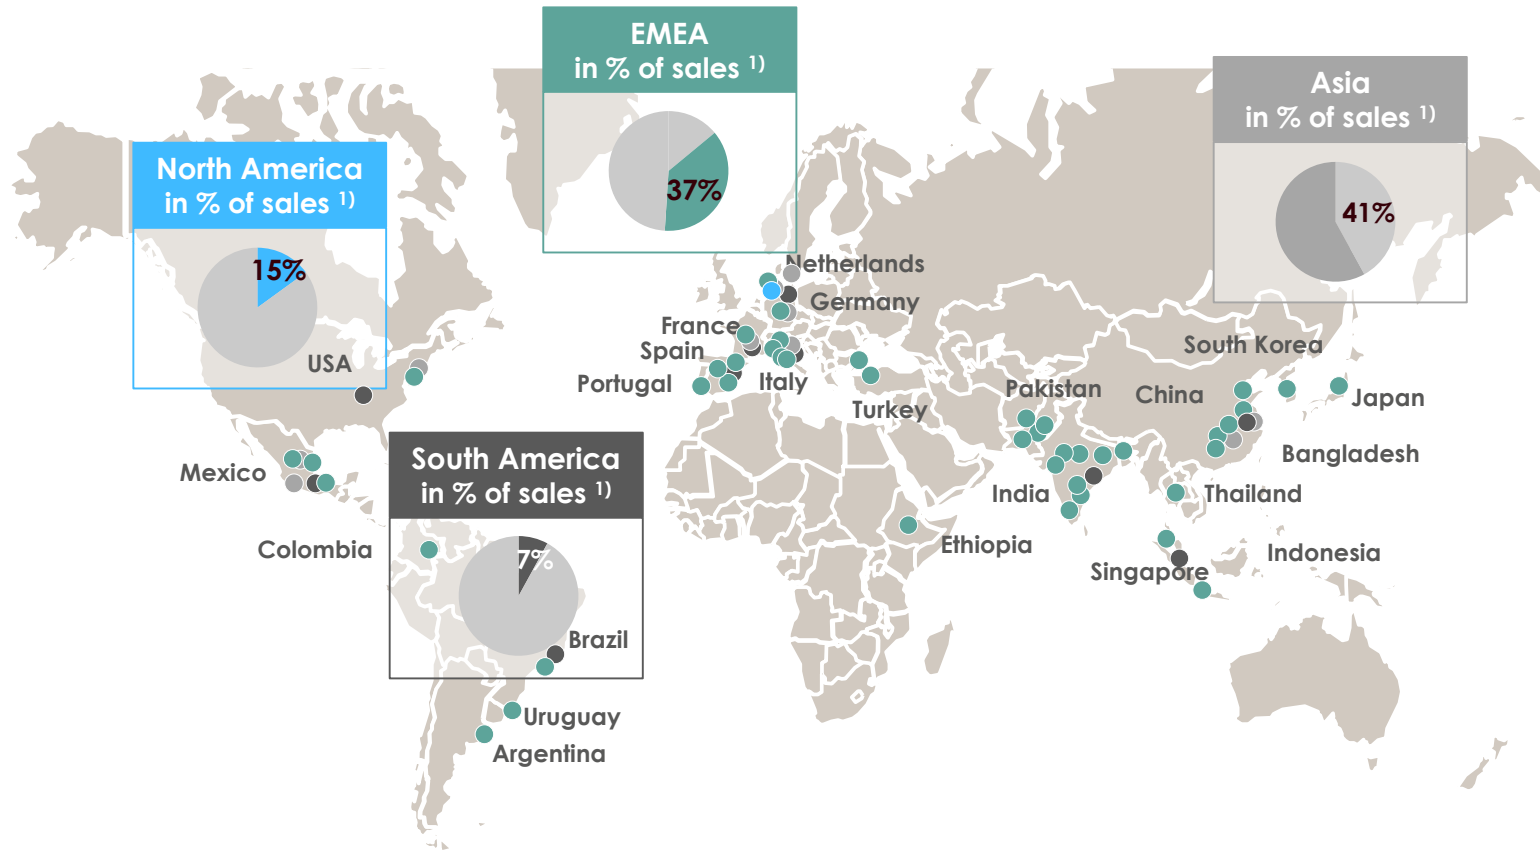 EMEA
in % of sales 1)
37%
Asia
in % of sales 1)
41%
North America
in % of sales 1)
15%
South America
in % of sales 1)
7%
Netherlands
Germany
France
Spain
Portugal
Italy
Turkey
USA
Mexico
Colombia
Brazil
Uruguay
Argentina
Pakistan
South Korea
China
Japan
Bangladesh
India
Thailand
Ethiopia
Singapore
Indonesia